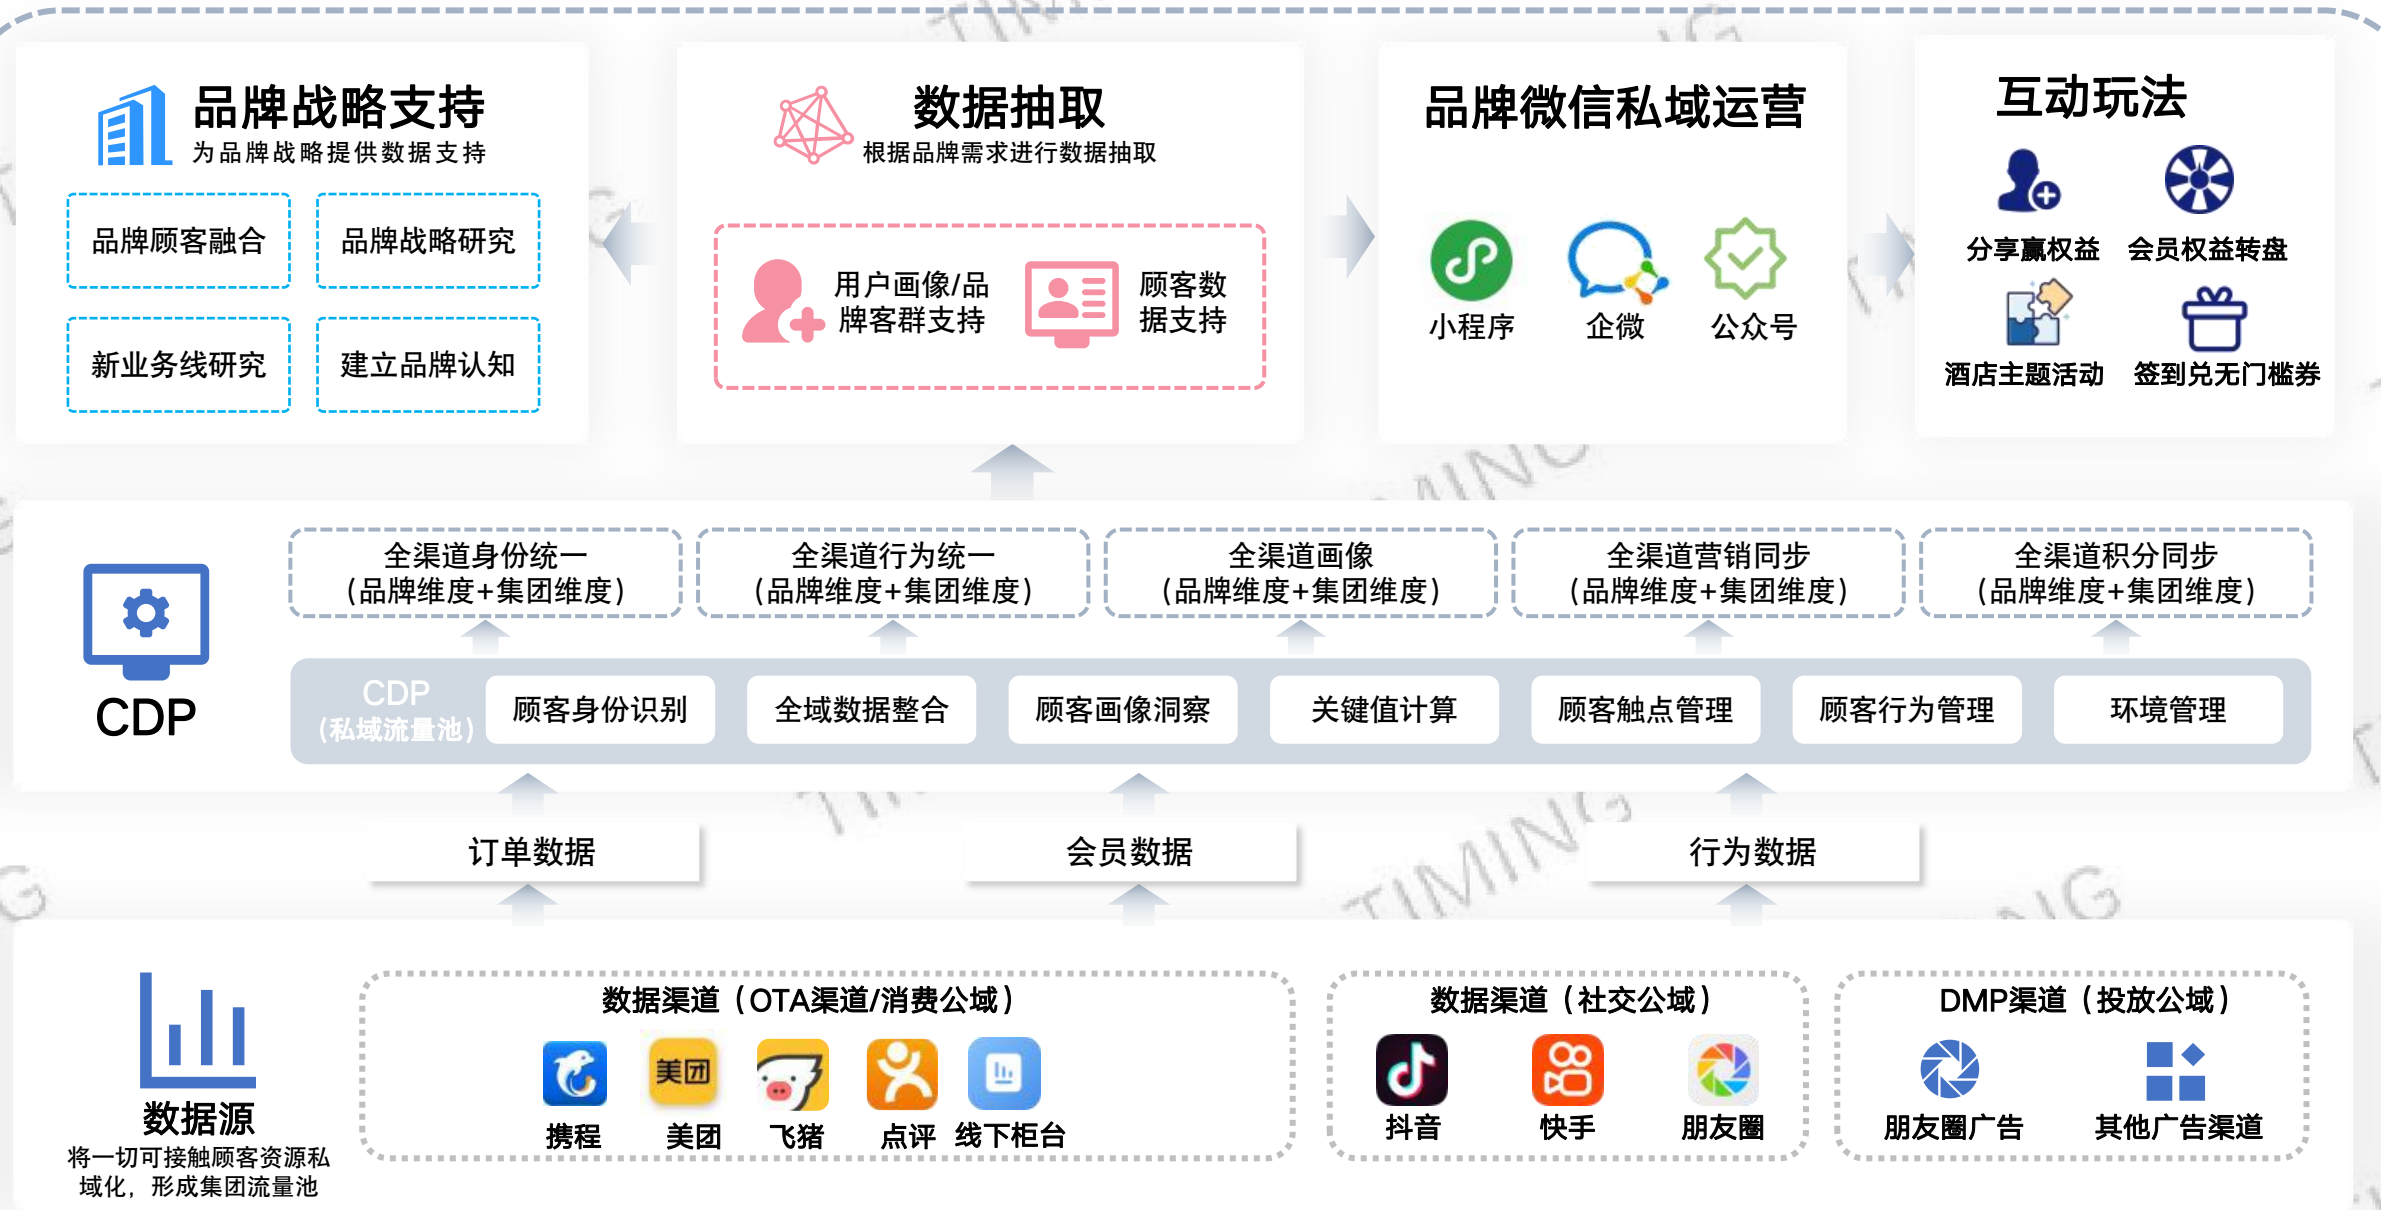 品牌战略支持
为品牌战略提供数据支持
品牌顾客融合
品牌战略研究
新业务线研究
建立品牌认知
数据抽取
根据品牌需求进行数据抽取
用户画像/品
牌客群支持
顾客数
据支持
品牌微信私域运营
小程序
企微
公众号
互动玩法
分享赢权益
会员权益转盘
酒店主题活动
签到兑无门槛券
CDP
全渠道身份统一
(品牌维度+集团维度)
全渠道行为统一
(品牌维度+集团维度)
全渠道画像
(品牌维度+集团维度)
全渠道营销同步
(品牌维度+集团维度)
全渠道积分同步
(品牌维度+集团维度)
CDP
(私域流量池)
顾客身份识别
全域数据整合
顾客画像洞察
关键值计算
顾客触点管理
顾客行为管理
环境管理
订单数据
会员数据
行为数据
数据源
将一切可接触顾客资源私
域化，形成集团流量池
数据渠道（OTA渠道/消费公域）
携程
美团
美团
飞猪
点评
线下柜台
数据渠道（社交公域）
抖音
快手
朋友圈
DMP渠道（投放公域）
朋友圈广告
其他广告渠道
TIMING